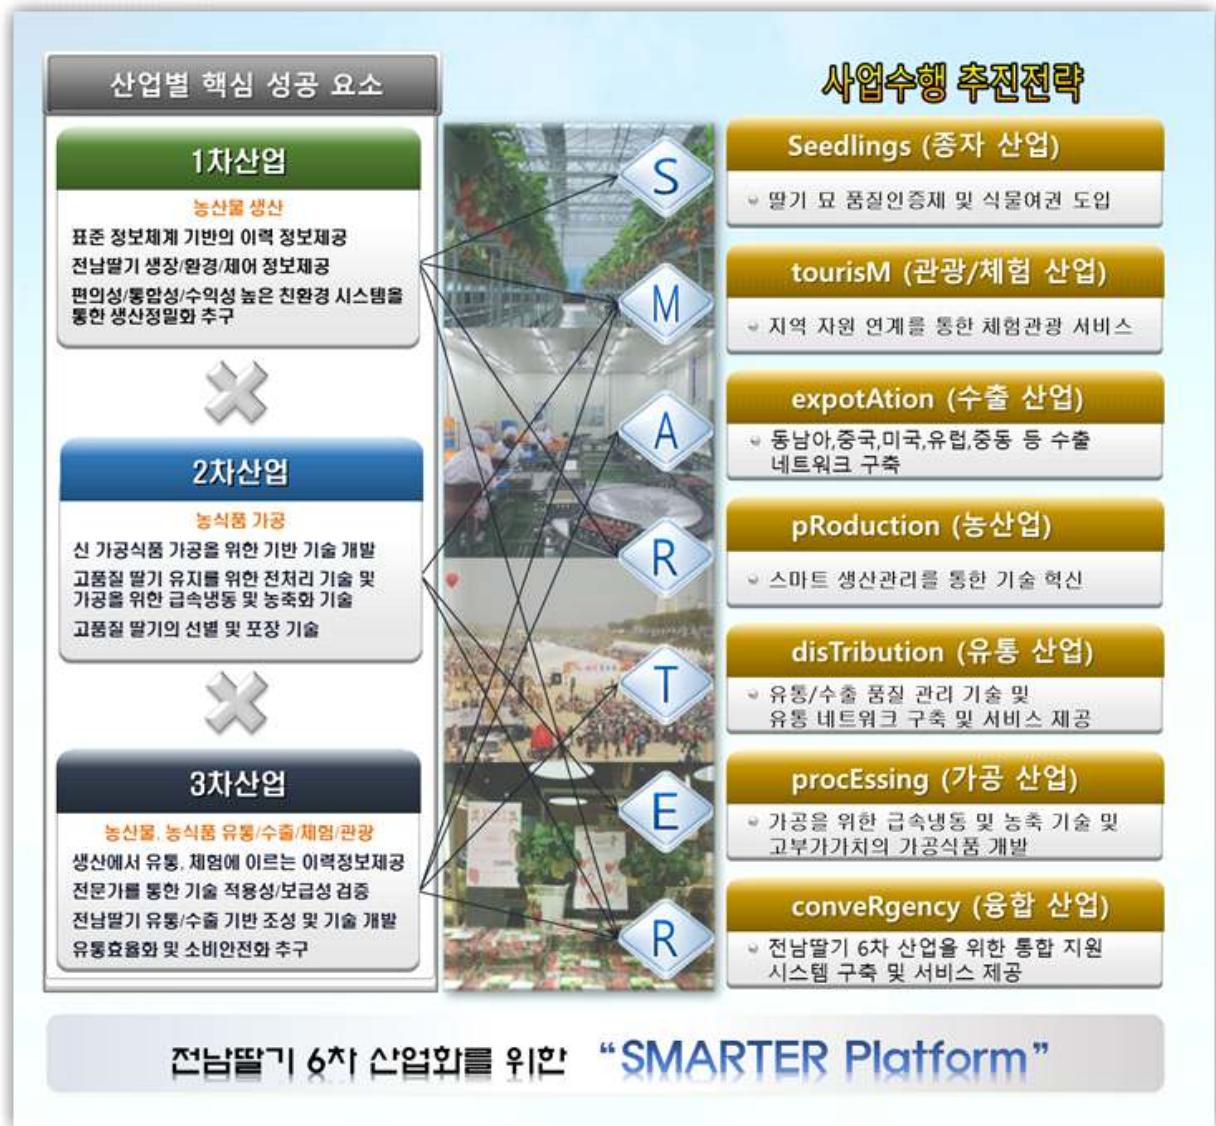 산업별 핵심 성공 요소
1차산업
농산물 생산
표준 정보체계 기반의 이력 정보제공
전남딸기 생장/환경/제어 정보제공
편의성/통합성/수익성 높은 친환경 시스템을
통한 생산정밀화 추구
2차산업
농식품 가공
신 가공식품 가공을 위한 기반 기술 개발
고품질 딸기 유지를 위한 전처리 기술 및
가공을 위한 급속냉동 및 농축화 기술
고품질 딸기의 선별 및 포장 기술
3차산업
농산물, 농식품 유통/수출/체험/관광
생산에서 유통, 체험에 이르는 이력정보제공
전문가를 통한 기술 적용성/보급성 검증
전남딸기 유통/수출 기반 조성 및 기술 개발
유통효율화 및 소비안전화 추구
S
M
A
R
T
E
R
사업수행 추진전략
Seedlings (종자 산업)
딸기 묘 품질인증제 및 식물여권 도입
tourisM (관광/체험 산업)
지역 자원 연계를 통한 체험관광 서비스
expotAtion (수출 산업)
동남아,중국,미국,유럽,중동 등 수출
네트워크 구축
pRoduction (농산업)
스마트 생산관리를 통한 기술 혁신
disTribution (유통 산업)
유통/수출 품질 관리 기술 및
유통 네트워크 구축 및 서비스 제공
procEssing (가공 산업)
가공을 위한 급속냉동 및 농축 기술 및
고부가가치의 가공식품 개발
conveRgency (융합 산업)
전남딸기 6차 산업을 위한 통합 지원
시스템 구축 및 서비스 제공
전남딸기 6차 산업화를 위한 “SMARTER Platform”